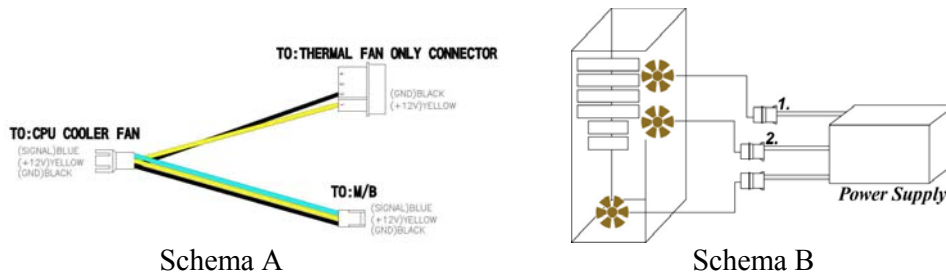 TO:THERMAL FAN ONLY CONNECTOR
(GND)BLACK
(+12V)YELLOW
TO:CPU COOLER FAN
(SIGNAL)BLUE
(+12V)YELLOW
(GND)BLACK
TO:M/B
(SIGNAL)BLUE
(+12V)YELLOW
(GND)BLACK
Schema A
1.
2.
Power Supply
Schema B